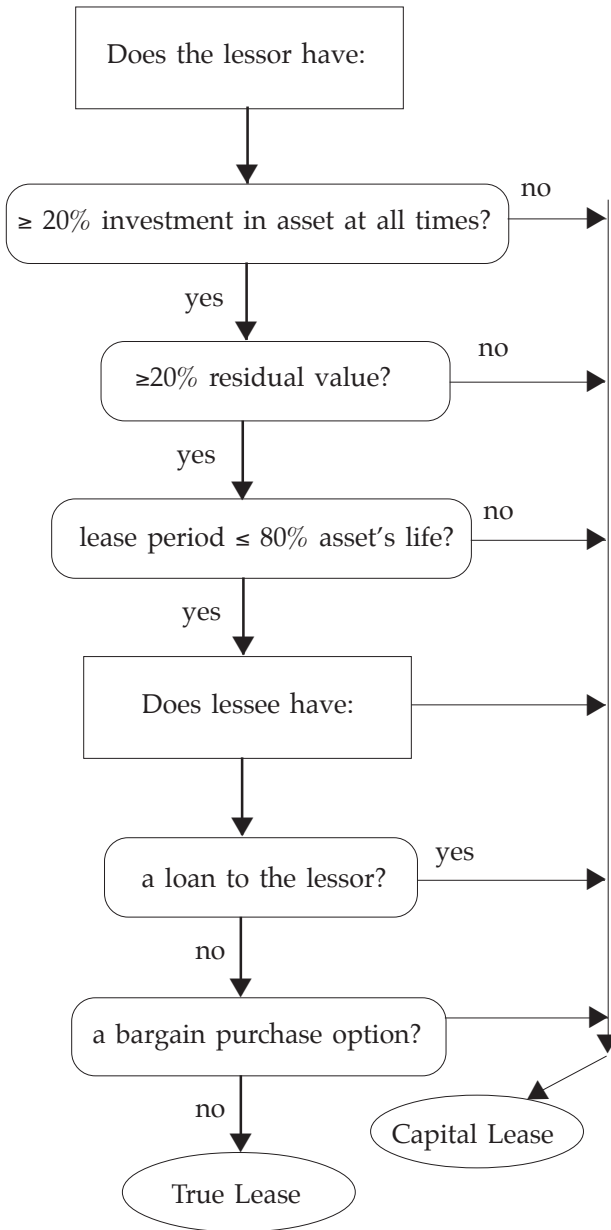 Does the lessor have:
no
≥ 20% investment in asset at all times?
yes
no
≥20% residual value?
yes
no
lease period ≤ 80% asset's life?
yes
Does lessee have:
yes
a loan to the lessor?
no
a bargain purchase option?
no
Capital Lease
True Lease